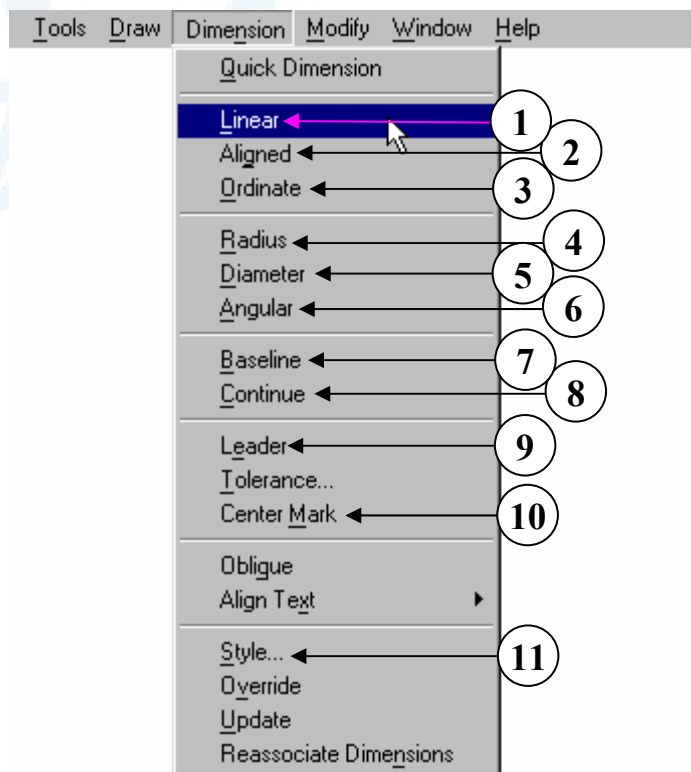 Tools Draw Dimension Modify Window Help
Quick Dimension
Linear 1
Aligned 2
Ordinate 3
Radius 4
Diameter 5
Angular 6
Baseline 7
Continue 8
Leader 9
Tolerance...
Center Mark 10
Obligue
Align Text
Style... 11
Override
Update
Reassociate Dimensions